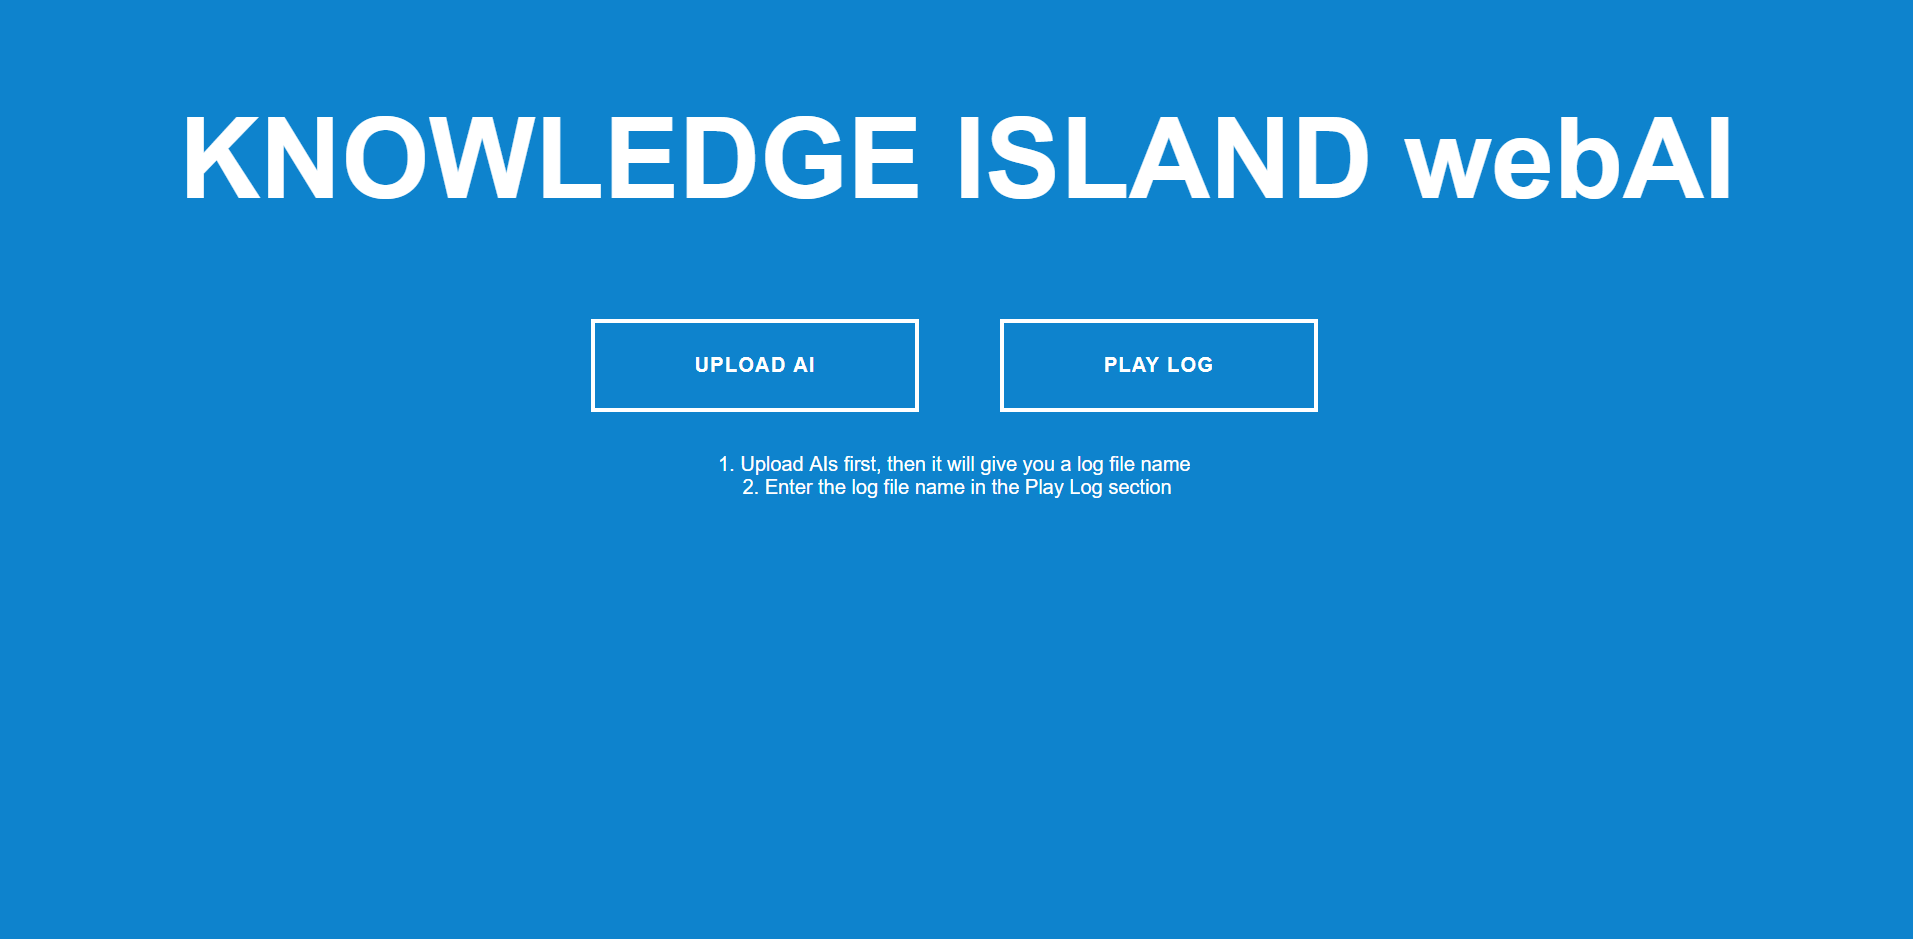 KNOWLEDGE ISLAND webAI
UPLOAD AI
PLAY LOG
1. Upload AIs first, then it will give you a log file name
2. Enter the log file name in the Play Log section